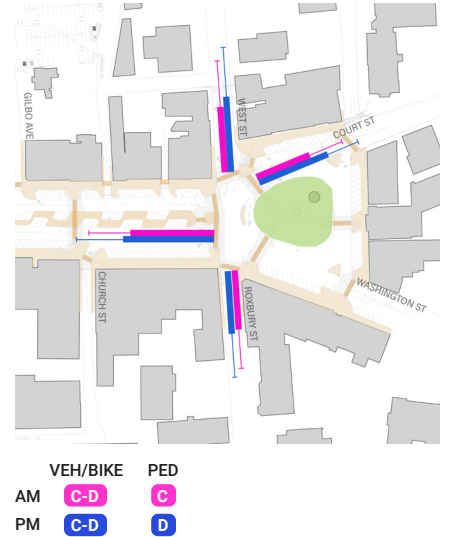 WEST ST
COURT ST
GILBO AVE
CHURCH ST
ROXBURY ST
WASHINGTON ST
VEH/BIKE PED
AM C-D C
PM C-D D